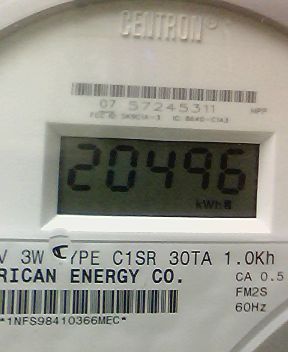 CENTRON®
07 57245311
20496
kWh
V 3W TYPE C1SR 30TA 1.0Kh
RICAN ENERGY CO.
CA 0.5
FM2S
60Hz
*1NFS98410366MEC*